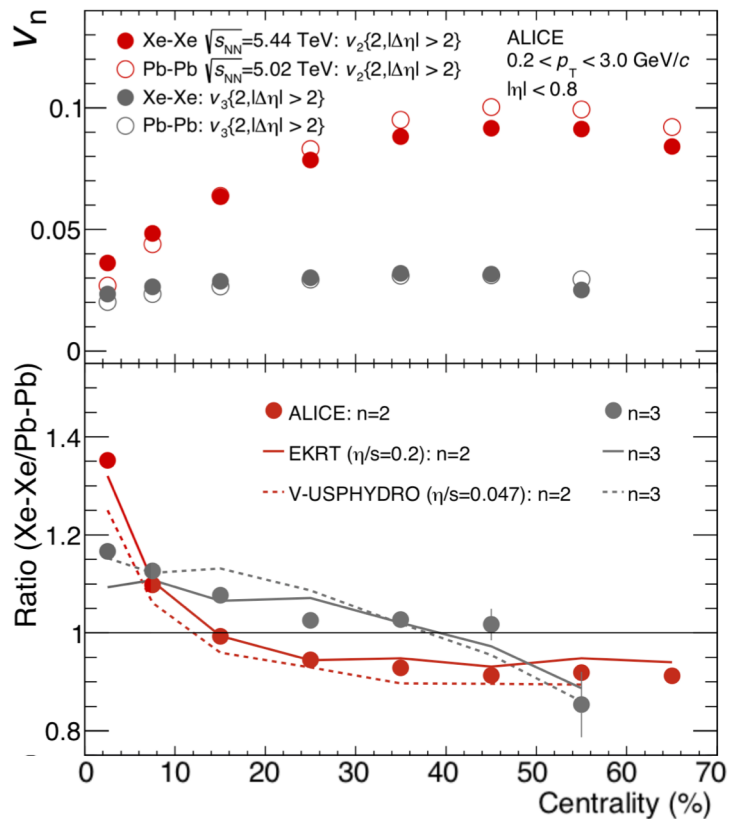 v_n
Xe-Xe √s_NN=5.44 TeV: v_2{2,|Δη| > 2}
Pb-Pb √s_NN=5.02 TeV: v_2{2,|Δη| > 2}
Xe-Xe: v_3{2,|Δη| > 2}
Pb-Pb: v_3{2,|Δη| > 2}
ALICE
0.2 < p_T < 3.0 GeV/c
|η| < 0.8
0.1
0.05
0
Ratio (Xe-Xe/Pb-Pb)
ALICE: n=2
n=3
EKRT (η/s=0.2): n=2
n=3
V-USPHYDRO (η/s=0.047): n=2
n=3
1.4
1.2
1
0.8
0 10 20 30 40 50 60 70
Centrality (%)